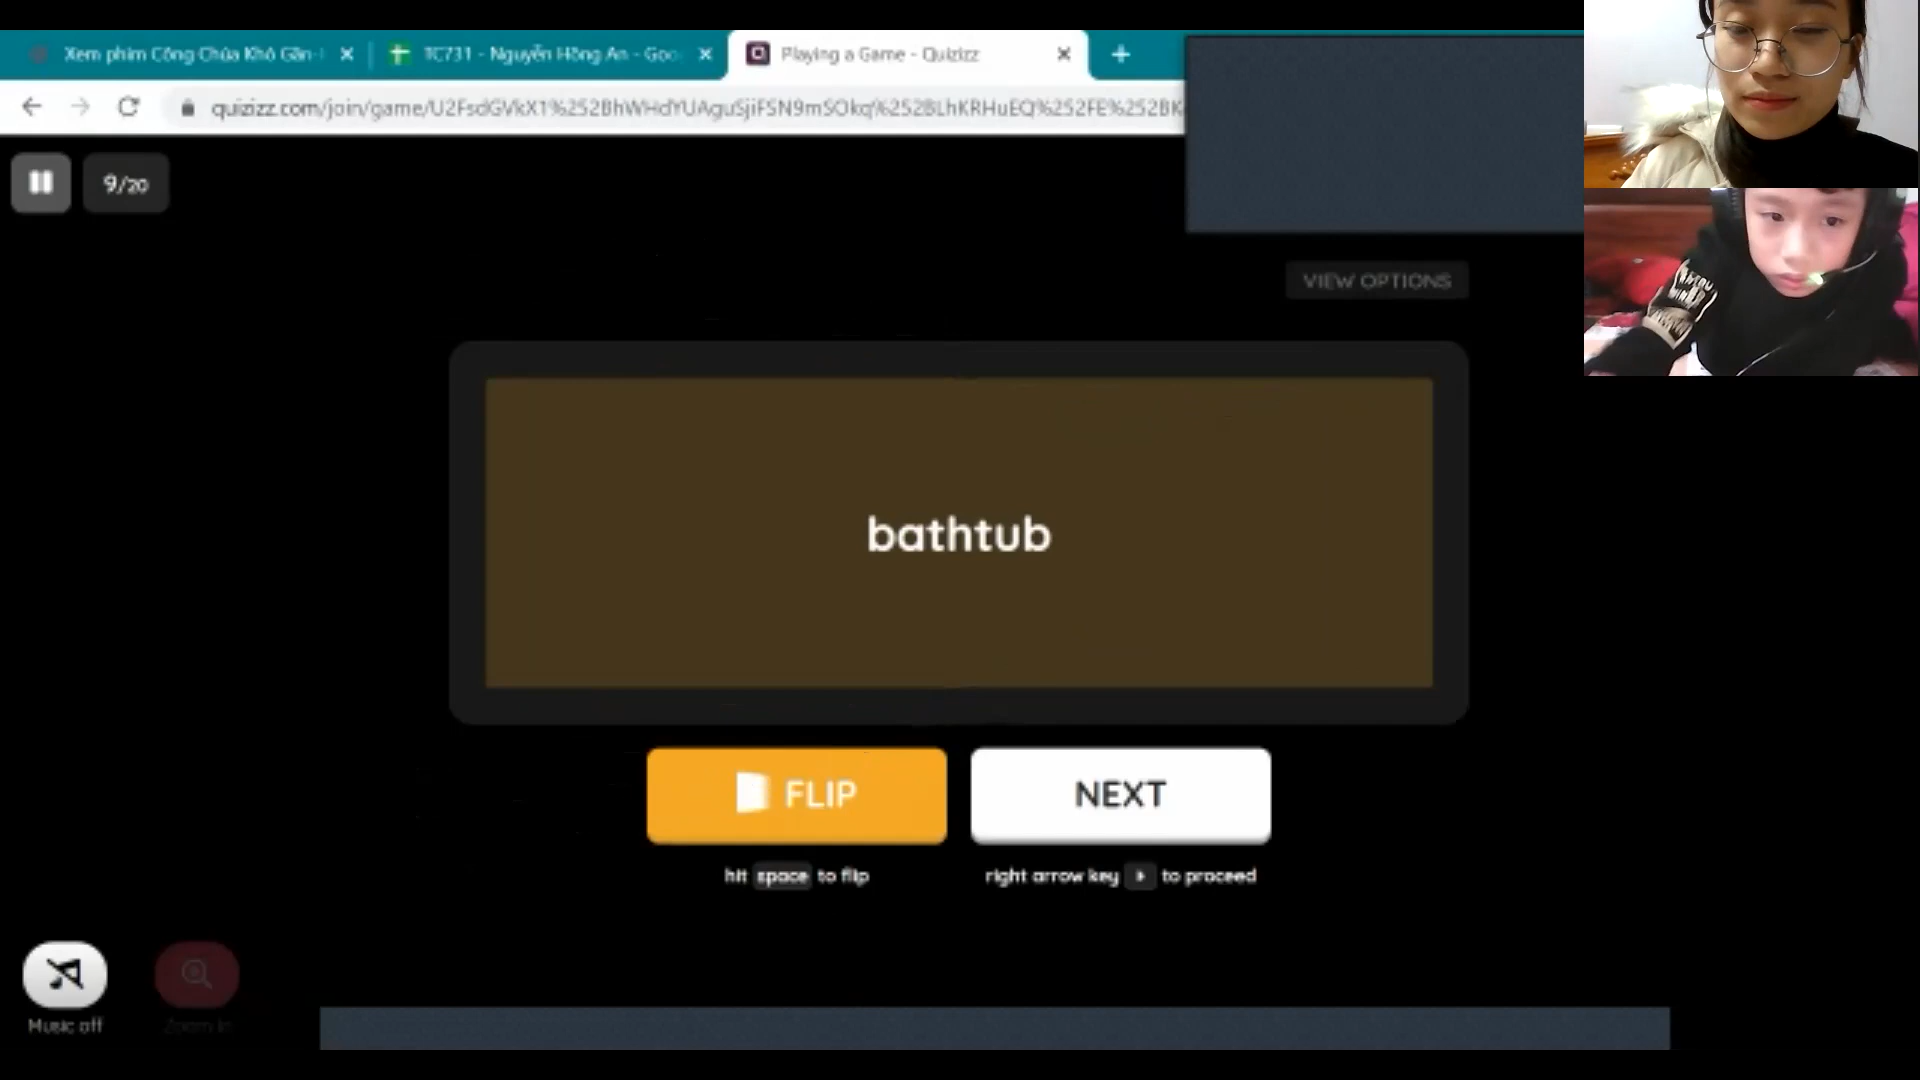 Xem phim Công Chúa Khó Gần-
TC731 - Nguyễn Hồng An - Goo
Playing a Game - Quizizz
quizizz.com/join/game/U2FsdGVkX1%252BhWHdYUAguSjiFSN9mSOkq%252BLhKRHuEQ%252FE%252BK
9/20
VIEW OPTIONS
bathtub
FLIP
NEXT
hit space to flip
right arrow key to proceed
Music off
Zoom in